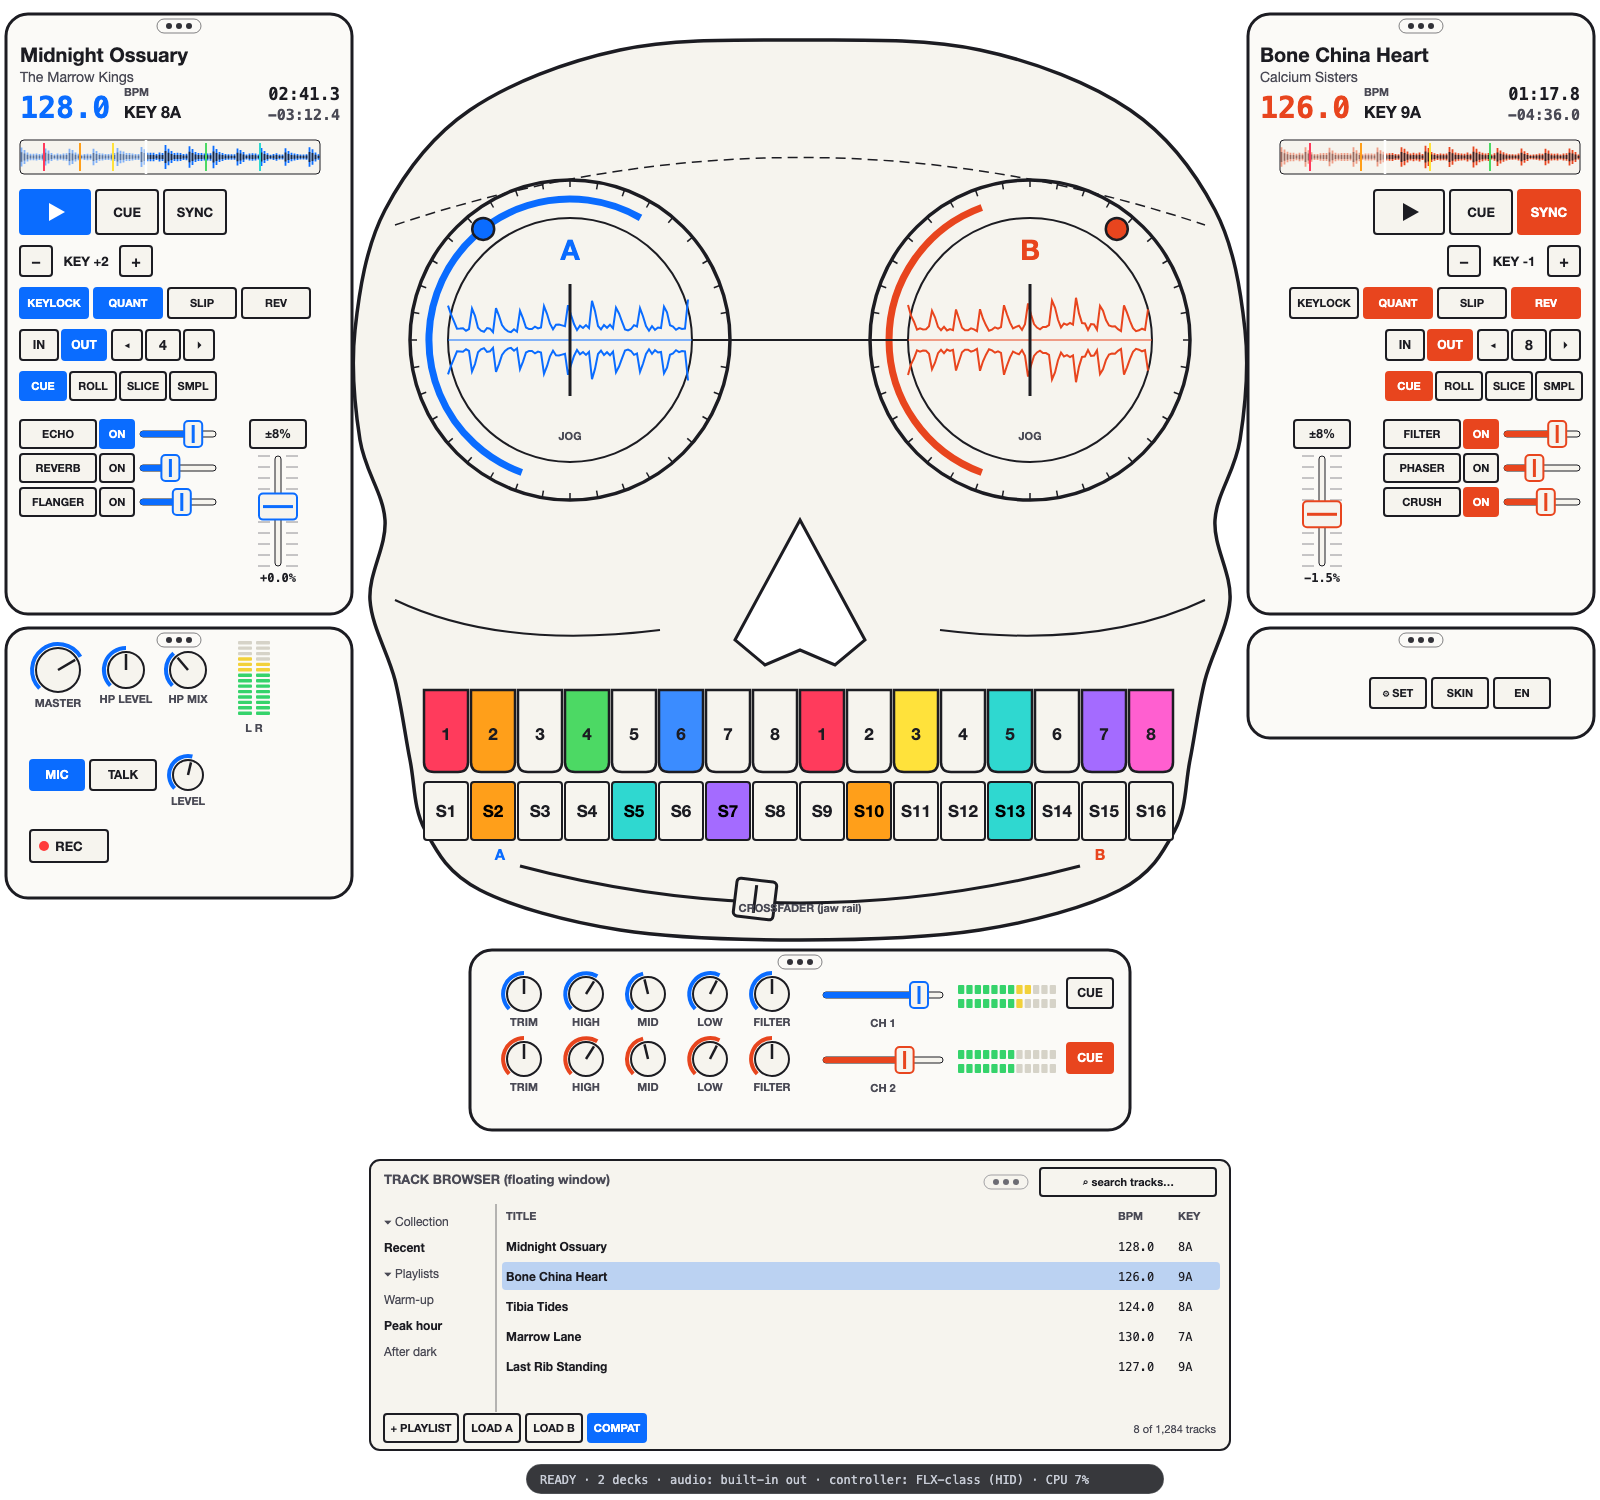 Midnight Ossuary
The Marrow Kings
128.0 BPM KEY 8A
02:41.3
−03:12.4
CUE SYNC
− KEY +2 +
KEYLOCK QUANT SLIP REV
IN OUT ◂ 4 ▸
CUE ROLL SLICE SMPL
ECHO ON
REVERB ON
FLANGER ON
±8%
+0.0%
MASTER HP LEVEL HP MIX
L R
MIC TALK
LEVEL
REC
A
JOG
B
JOG
1 2 3 4 5 6 7 8 1 2 3 4 5 6 7 8
S1 S2 S3 S4 S5 S6 S7 S8 S9 S10 S11 S12 S13 S14 S15 S16
A B
CROSSFADER (jaw rail)
Bone China Heart
Calcium Sisters
126.0 BPM KEY 9A
01:17.8
−04:36.0
CUE SYNC
− KEY -1 +
KEYLOCK QUANT SLIP REV
IN OUT ◂ 8 ▸
CUE ROLL SLICE SMPL
±8%
−1.5%
FILTER ON
PHASER ON
CRUSH ON
⚙ SET SKIN EN
TRIM HIGH MID LOW FILTER CH 1 CUE
TRIM HIGH MID LOW FILTER CH 2 CUE
TRACK BROWSER (floating window)
⌕ search tracks…
▾ Collection
Recent
▾ Playlists
Warm-up
Peak hour
After dark
TITLE BPM KEY
Midnight Ossuary 128.0 8A
Bone China Heart 126.0 9A
Tibia Tides 124.0 8A
Marrow Lane 130.0 7A
Last Rib Standing 127.0 9A
+ PLAYLIST LOAD A LOAD B COMPAT
8 of 1,284 tracks
READY · 2 decks · audio: built−in out · controller: FLX−class (HID) · CPU 7%